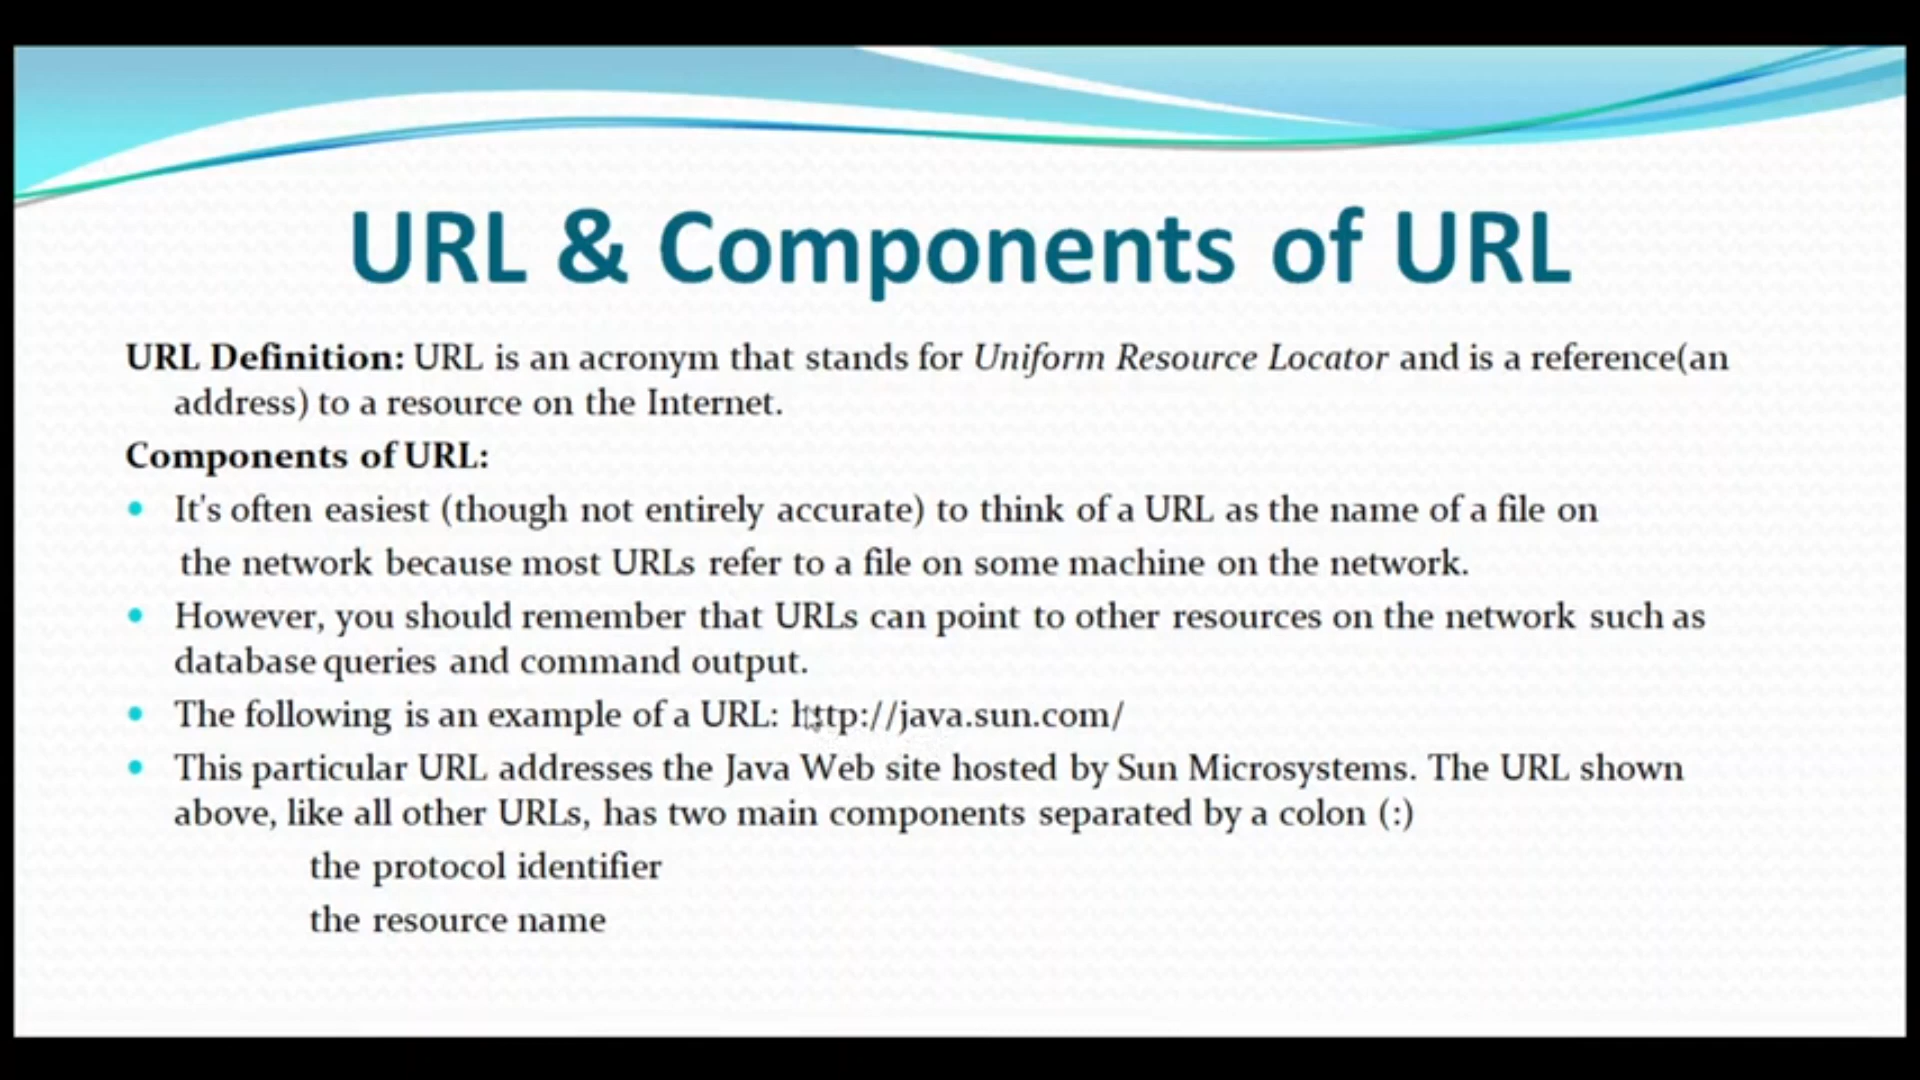 URL & Components of URL
URL Definition: URL is an acronym that stands for Uniform Resource Locator and is a reference(an
address) to a resource on the Internet.
Components of URL:
• It's often easiest (though not entirely accurate) to think of a URL as the name of a file on
the network because most URLs refer to a file on some machine on the network.
• However, you should remember that URLs can point to other resources on the network such as
database queries and command output.
• The following is an example of a URL: http://java.sun.com/
• This particular URL addresses the Java Web site hosted by Sun Microsystems. The URL shown
above, like all other URLs, has two main components separated by a colon (:)
the protocol identifier
the resource name